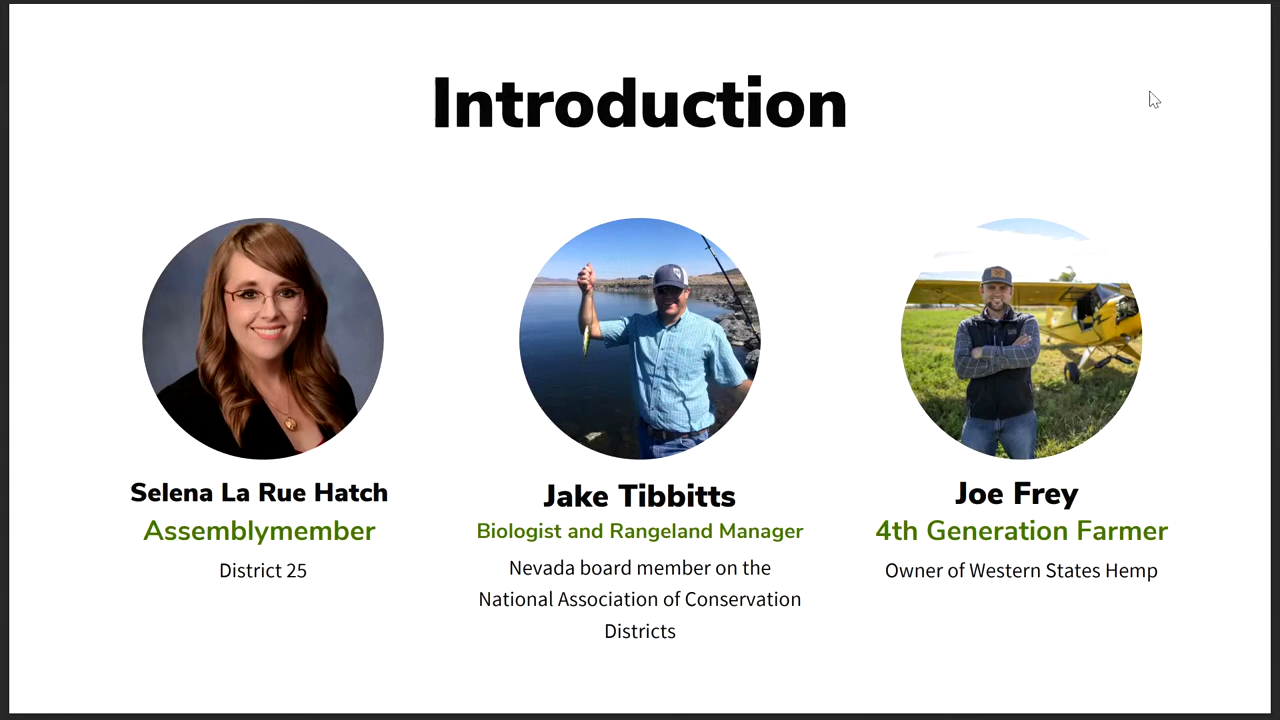 Introduction
Selena La Rue Hatch
Assemblymember
District 25
Jake Tibbitts
Biologist and Rangeland Manager
Nevada board member on the
National Association of Conservation
Districts
Joe Frey
4th Generation Farmer
Owner of Western States Hemp